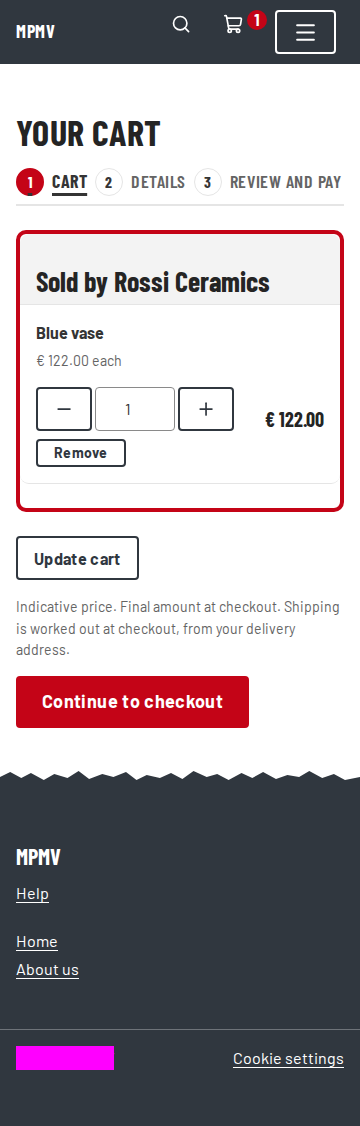 MPMV
1
YOUR CART
1 CART 2 DETAILS 3 REVIEW AND PAY
Sold by Rossi Ceramics
Blue vase
€ 122.00 each
1
€ 122.00
Remove
Update cart
Indicative price. Final amount at checkout. Shipping
is worked out at checkout, from your delivery
address.
Continue to checkout
MPMV
Help
Home
About us
Cookie settings